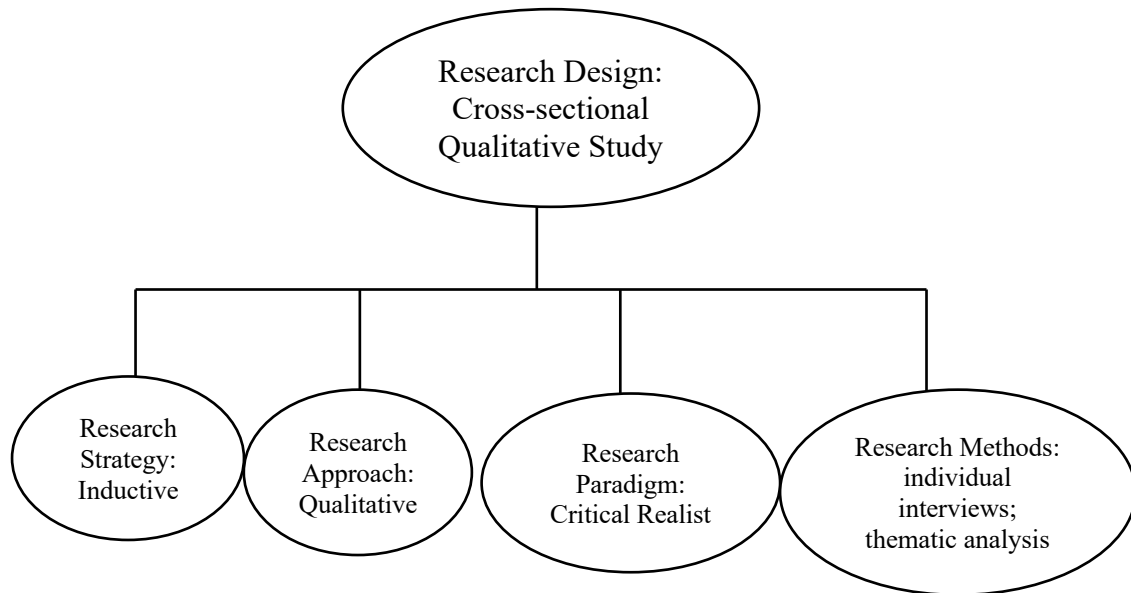 Research Design:
Cross-sectional
Qualitative Study
Research
Strategy:
Inductive
Research
Approach:
Qualitative
Research
Paradigm:
Critical Realist
Research Methods:
individual
interviews;
thematic analysis